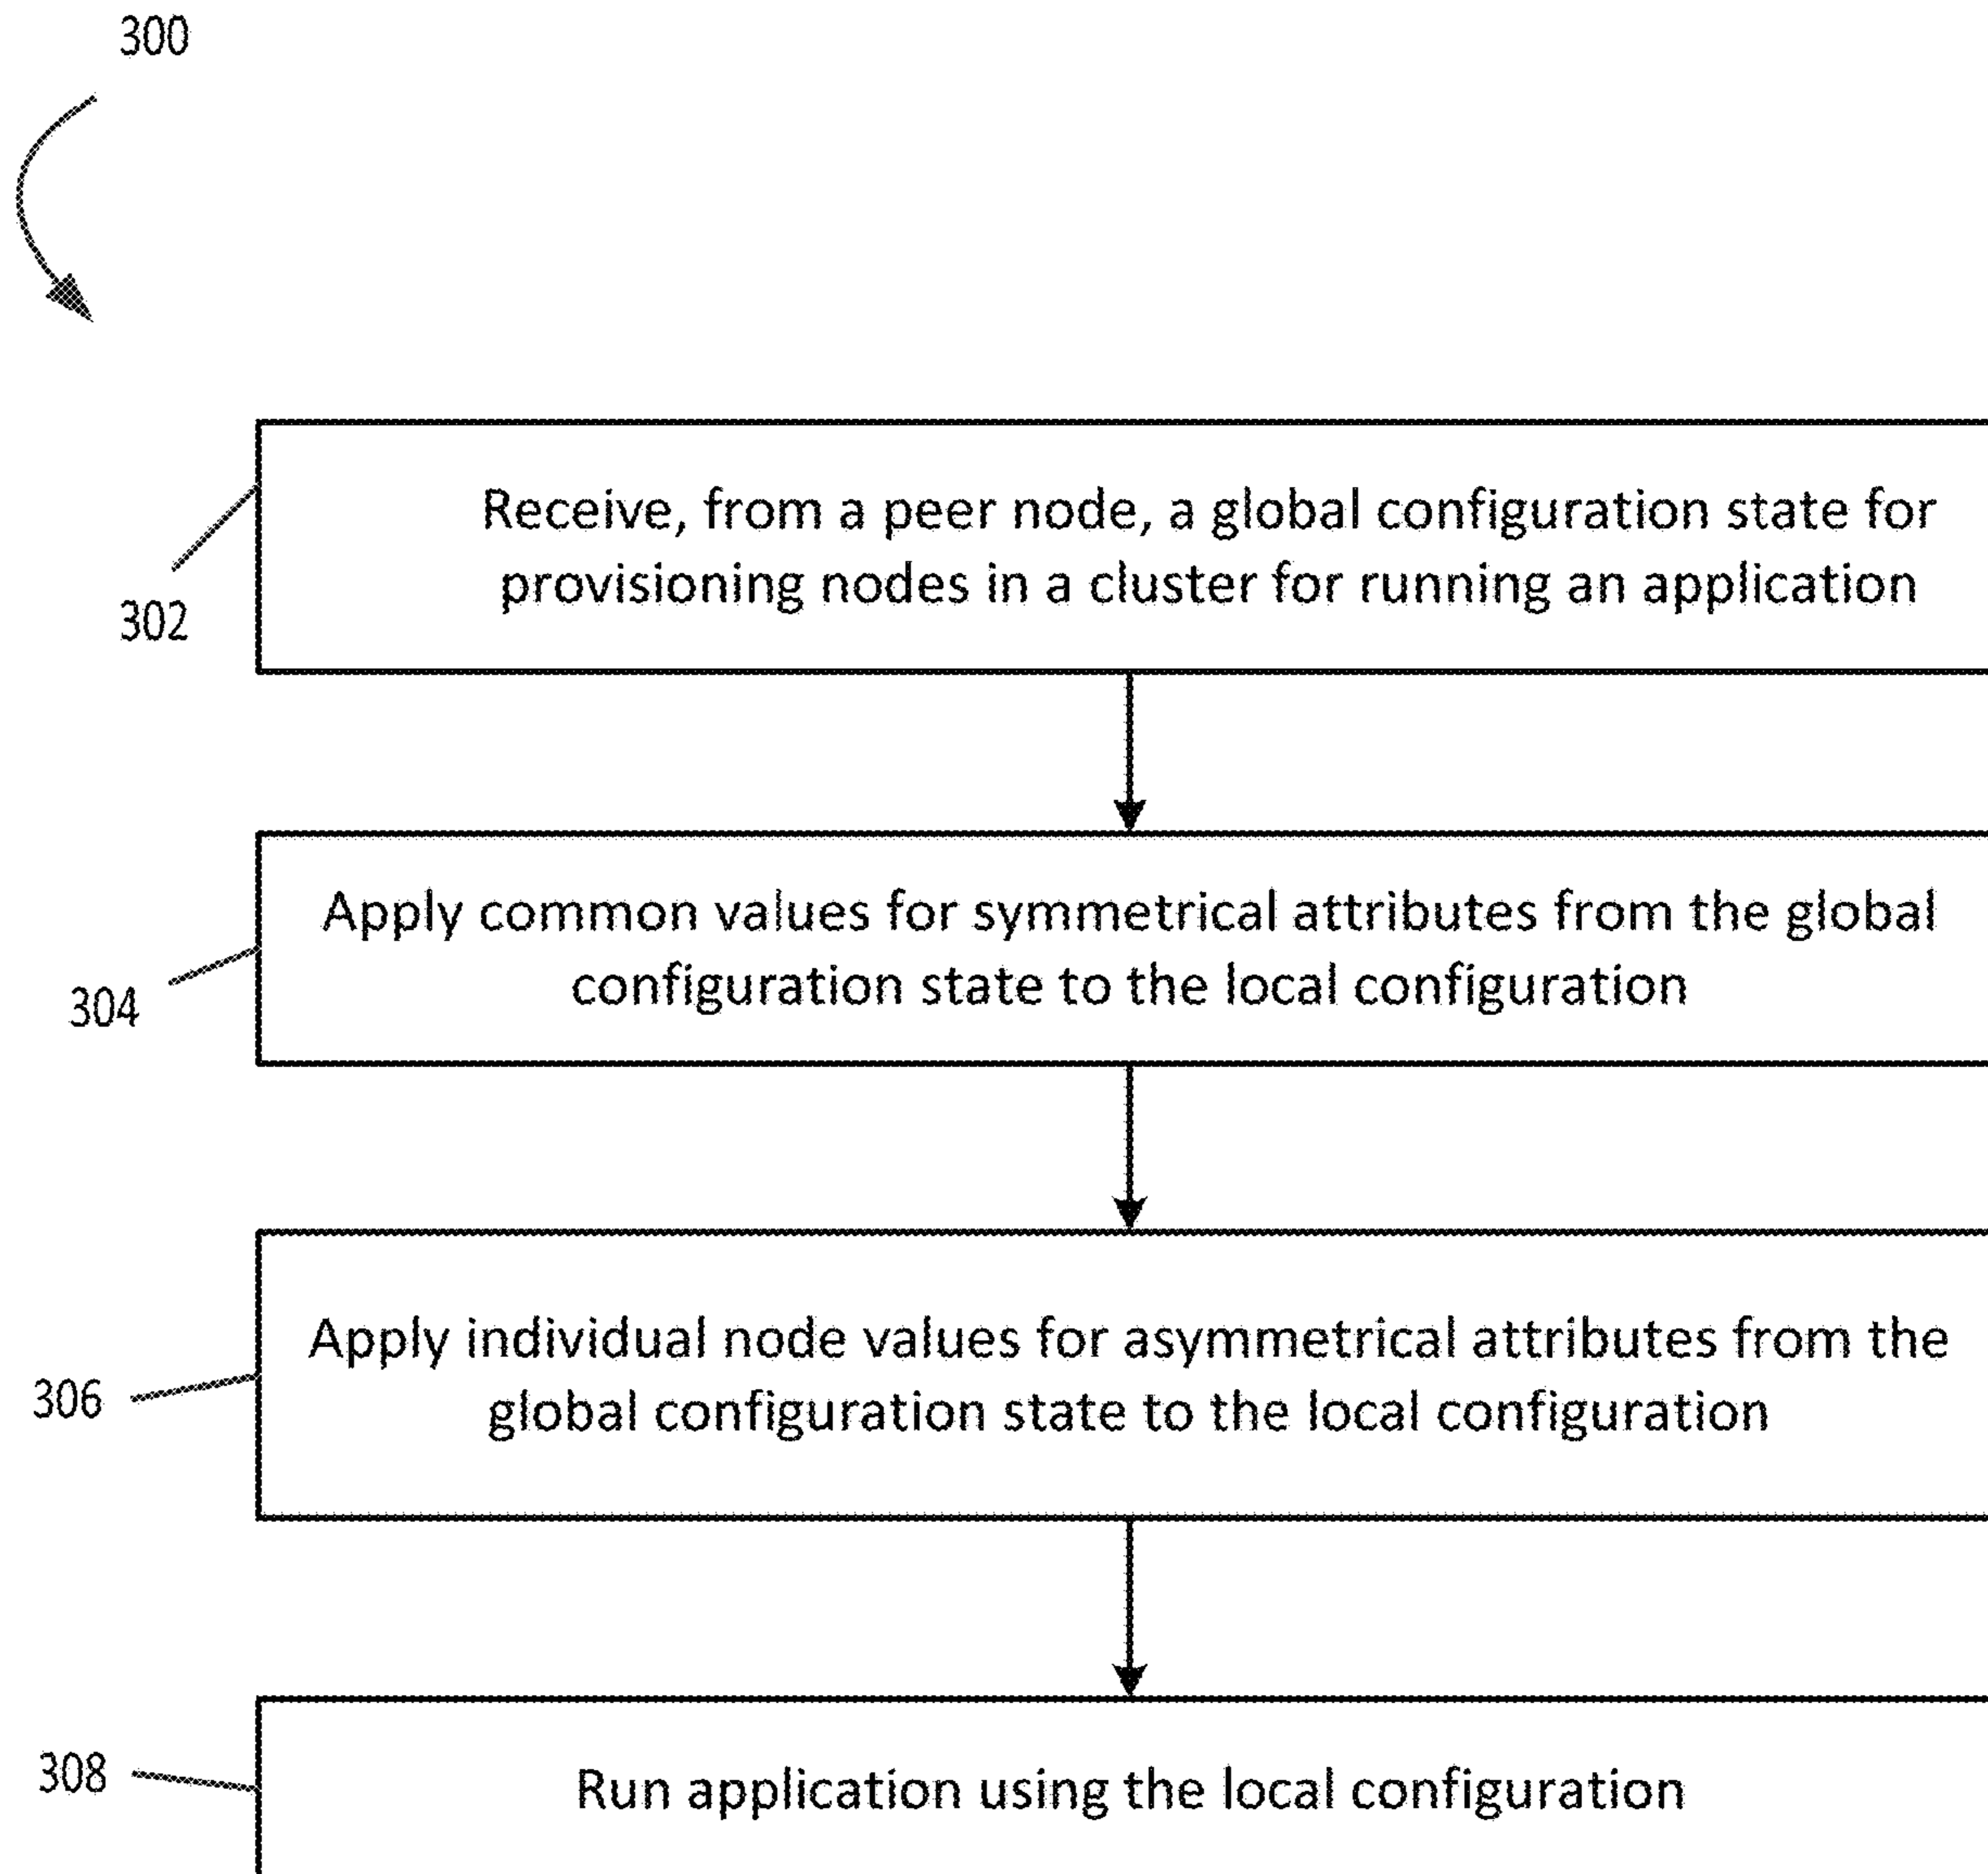 300
Receive, from a peer node, a global configuration state for
provisioning nodes in a cluster for running an application
302
Apply common values for symmetrical attributes from the global
configuration state to the local configuration
304
Apply individual node values for asymmetrical attributes from the
global configuration state to the local configuration
306
Run application using the local configuration
308